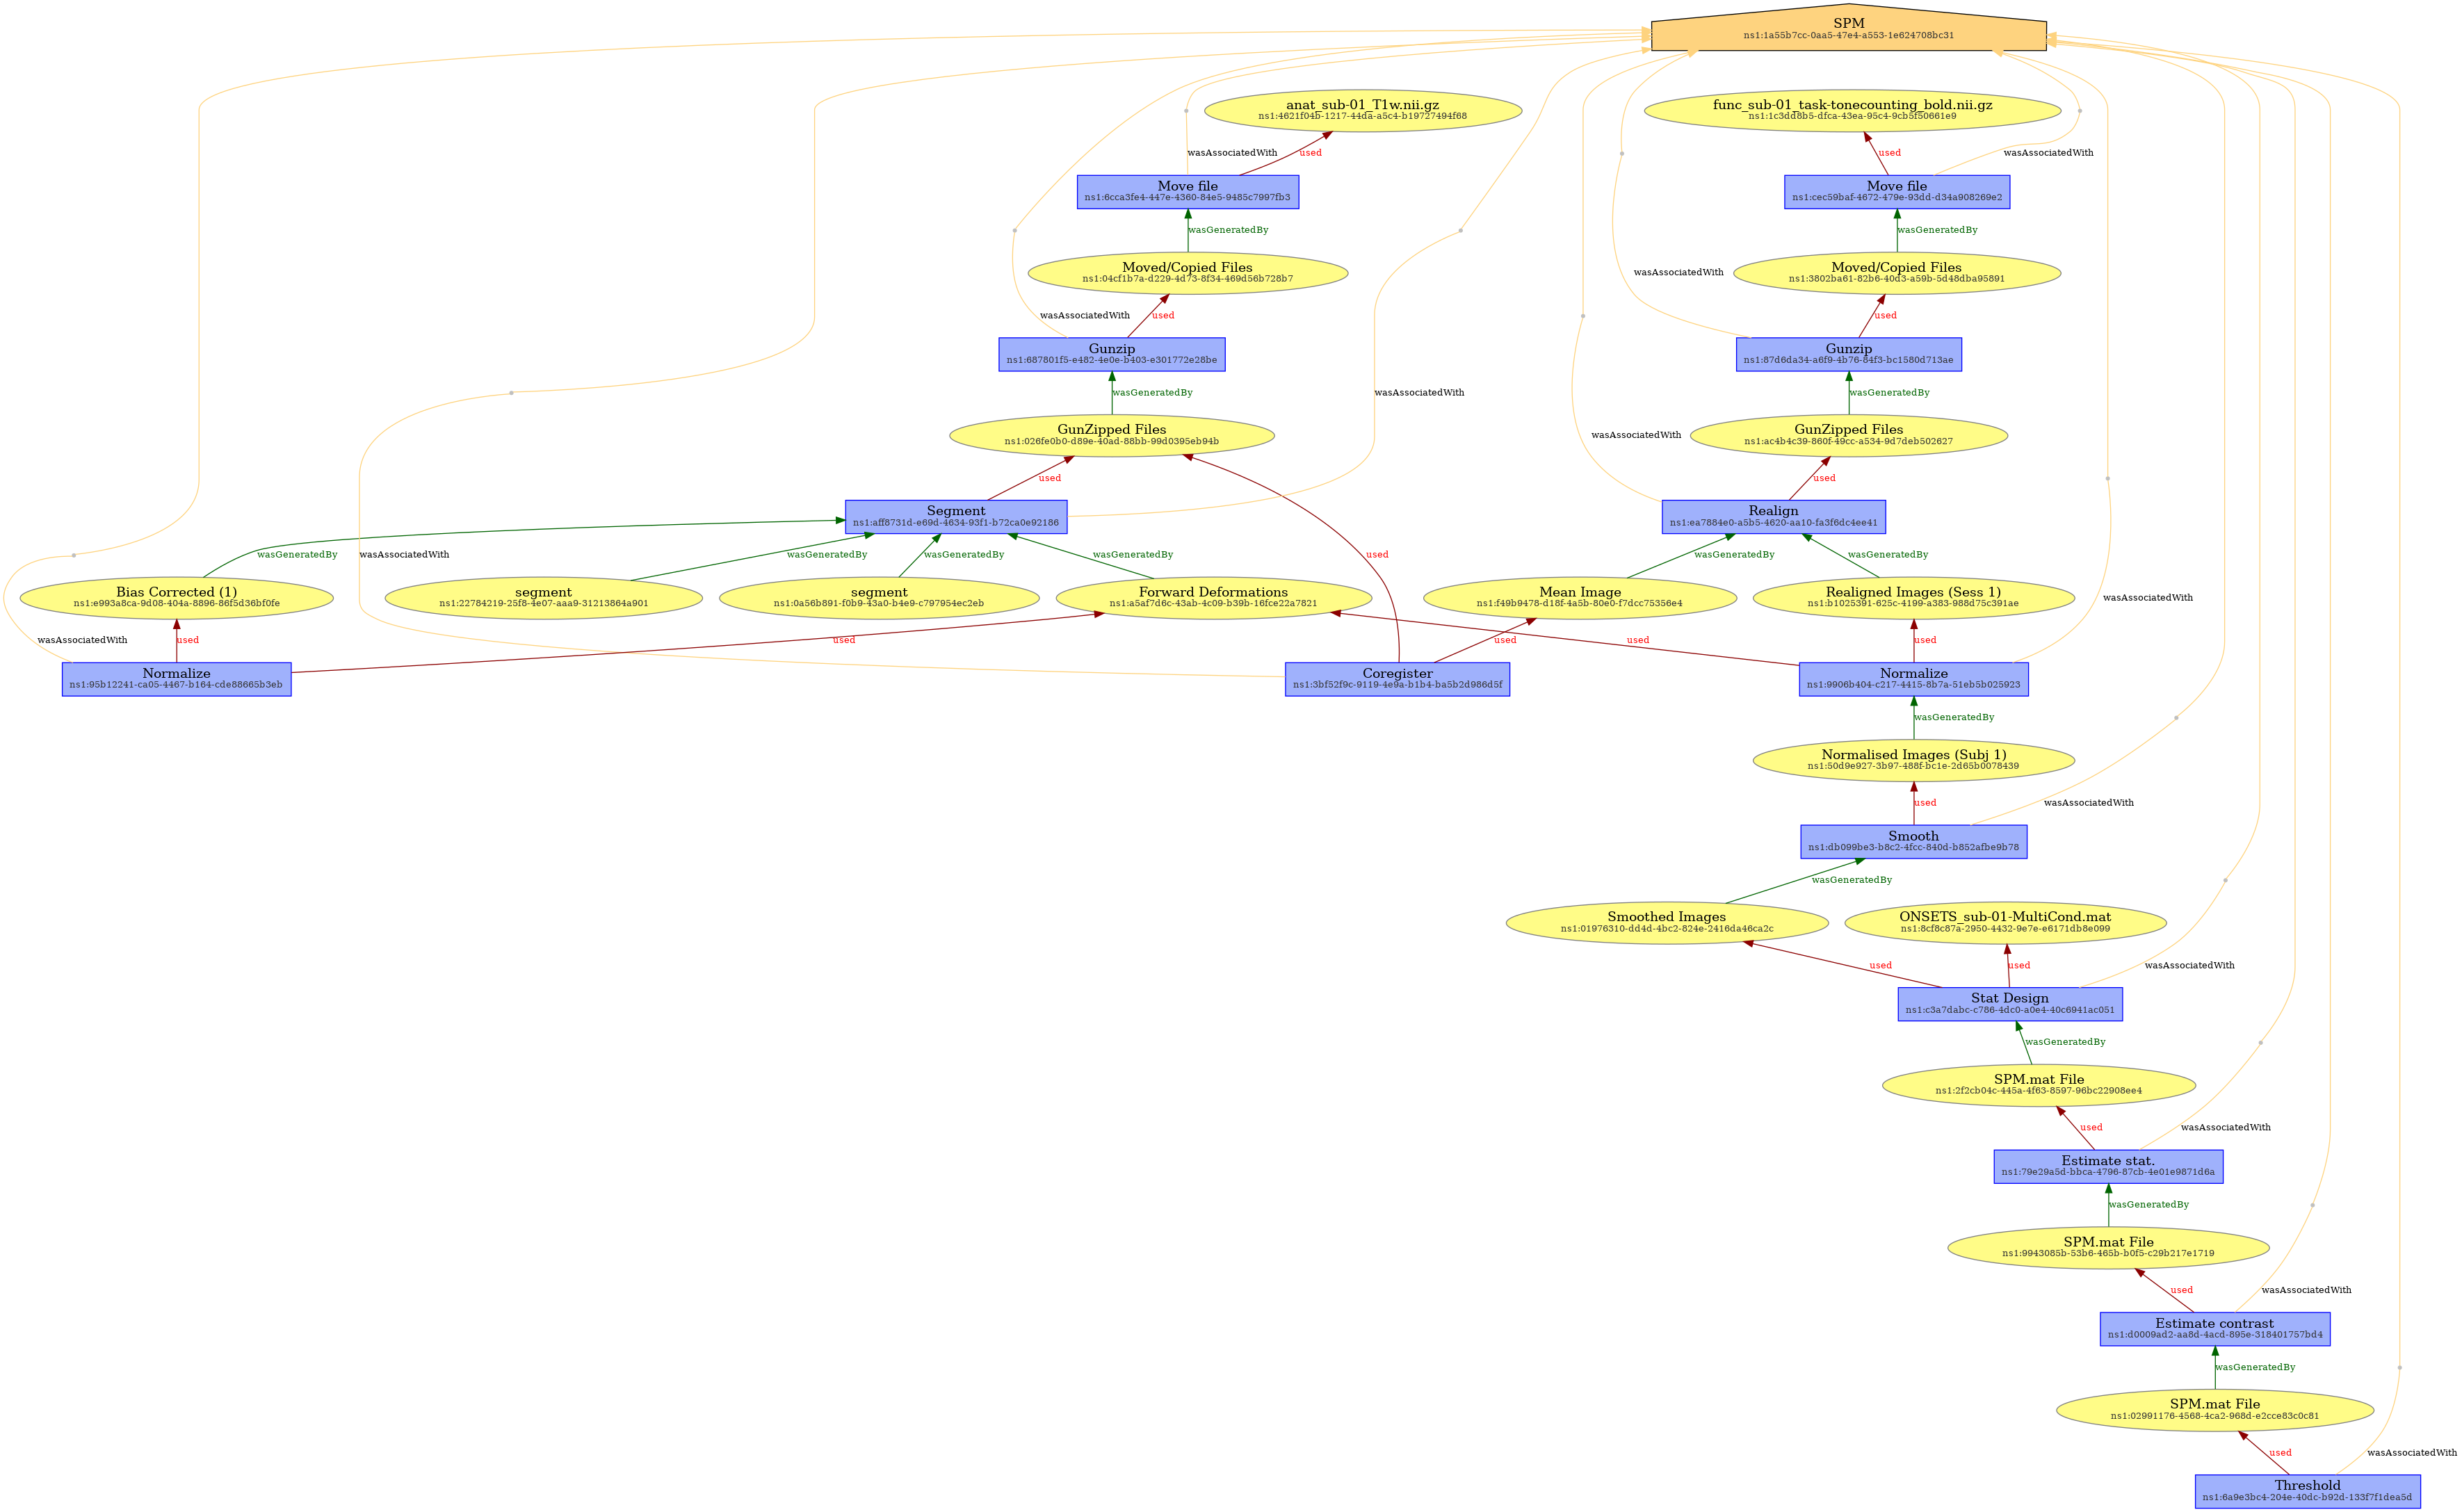 SPM
ns1:1a55b7cc-0aa5-47e4-a553-1e624708bc31
anat_sub-01_T1w.nii.gz
ns1:4621f04b-1217-44da-a5c4-b19727494f68
func_sub-01_task-tonecounting_bold.nii.gz
ns1:1c3dd8b5-dfca-43ea-95c4-9cb5f50661e9
wasAssociatedWith
used
used
wasAssociatedWith
Move file
ns1:6cca3fe4-447e-4360-84e5-9485c7997fb3
Move file
ns1:cec59baf-4672-479e-93dd-d34a908269e2
wasGeneratedBy
wasGeneratedBy
Moved/Copied Files
ns1:04cf1b7a-d229-4d73-8f34-469d56b728b7
wasAssociatedWith
Moved/Copied Files
ns1:3802ba61-82b6-40d3-a59b-5d48dba95891
wasAssociatedWith
used
used
Gunzip
ns1:687801f5-e482-4e0e-b403-e301772e28be
Gunzip
ns1:87d6da34-a6f9-4b76-84f3-bc1580d713ae
wasGeneratedBy
wasAssociatedWith
wasGeneratedBy
GunZipped Files
ns1:026fe0b0-d89e-40ad-88bb-99d0395eb94b
wasAssociatedWith
GunZipped Files
ns1:ac4b4c39-860f-49cc-a534-9d7deb502627
used
used
Segment
ns1:aff8731d-e69d-4634-93f1-b72ca0e92186
Realign
ns1:ea7884e0-a5b5-4620-aa10-fa3f6dc4ee41
wasGeneratedBy
wasAssociatedWith
wasGeneratedBy
wasGeneratedBy
wasGeneratedBy
used
wasGeneratedBy
wasGeneratedBy
Bias Corrected (1)
ns1:e993a8ca-9d08-404a-8896-86f5d36bf0fe
segment
ns1:22784219-25f8-4e07-aaa9-31213864a901
segment
ns1:0a56b891-f0b9-43a0-b4e9-c797954ec2eb
Forward Deformations
ns1:a5af7d6c-43ab-4c09-b39b-16fce22a7821
Mean Image
ns1:f49b9478-d18f-4a5b-80e0-f7dcc75356e4
Realigned Images (Sess 1)
ns1:b1025391-625c-4199-a383-988d75c391ae
wasAssociatedWith
wasAssociatedWith
used
used
used
used
used
Normalize
ns1:95b12241-ca05-4467-b164-cde88665b3eb
Coregister
ns1:3bf52f9c-9119-4e9a-b1b4-ba5b2d986d5f
Normalize
ns1:9906b404-c217-4415-8b7a-51eb5b025923
wasGeneratedBy
Normalised Images (Subj 1)
ns1:50d9e927-3b97-488f-bc1e-2d65b0078439
used
wasAssociatedWith
Smooth
ns1:db099be3-b8c2-4fcc-840d-b852afbe9b78
wasGeneratedBy
Smoothed Images
ns1:01976310-dd4d-4bc2-824e-2416da46ca2c
ONSETS_sub-01-MultiCond.mat
ns1:8cf8c87a-2950-4432-9e7e-e6171db8e099
used
used
wasAssociatedWith
Stat Design
ns1:c3a7dabc-c786-4dc0-a0e4-40c6941ac051
wasGeneratedBy
SPM.mat File
ns1:2f2cb04c-445a-4f63-8597-96bc22908ee4
used
wasAssociatedWith
Estimate stat.
ns1:79e29a5d-bbca-4796-87cb-4e01e9871d6a
wasGeneratedBy
SPM.mat File
ns1:9943085b-53b6-465b-b0f5-c29b217e1719
used
wasAssociatedWith
Estimate contrast
ns1:d0009ad2-aa8d-4acd-895e-318401757bd4
wasGeneratedBy
SPM.mat File
ns1:02991176-4568-4ca2-968d-e2cce83c0c81
used
wasAssociatedWith
Threshold
ns1:6a9e3bc4-204e-40dc-b92d-133f7f1dea5d